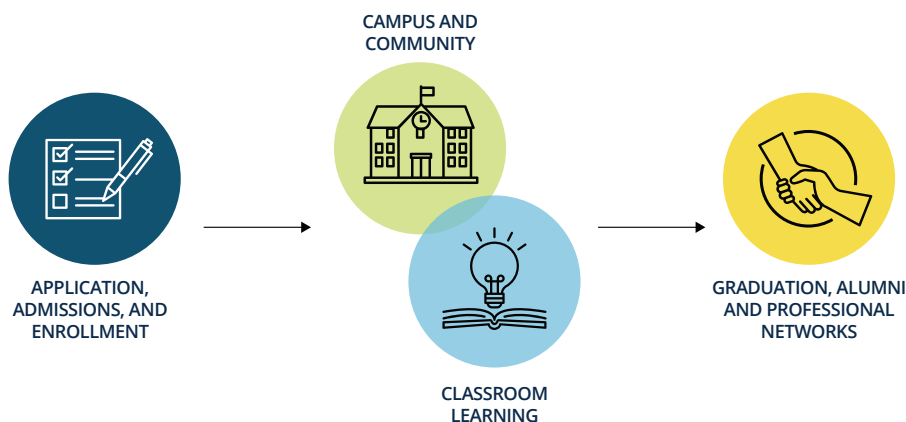 CAMPUS AND
COMMUNITY
APPLICATION,
ADMISSIONS, AND
ENROLLMENT
CLASSROOM
LEARNING
GRADUATION, ALUMNI
AND PROFESSIONAL
NETWORKS